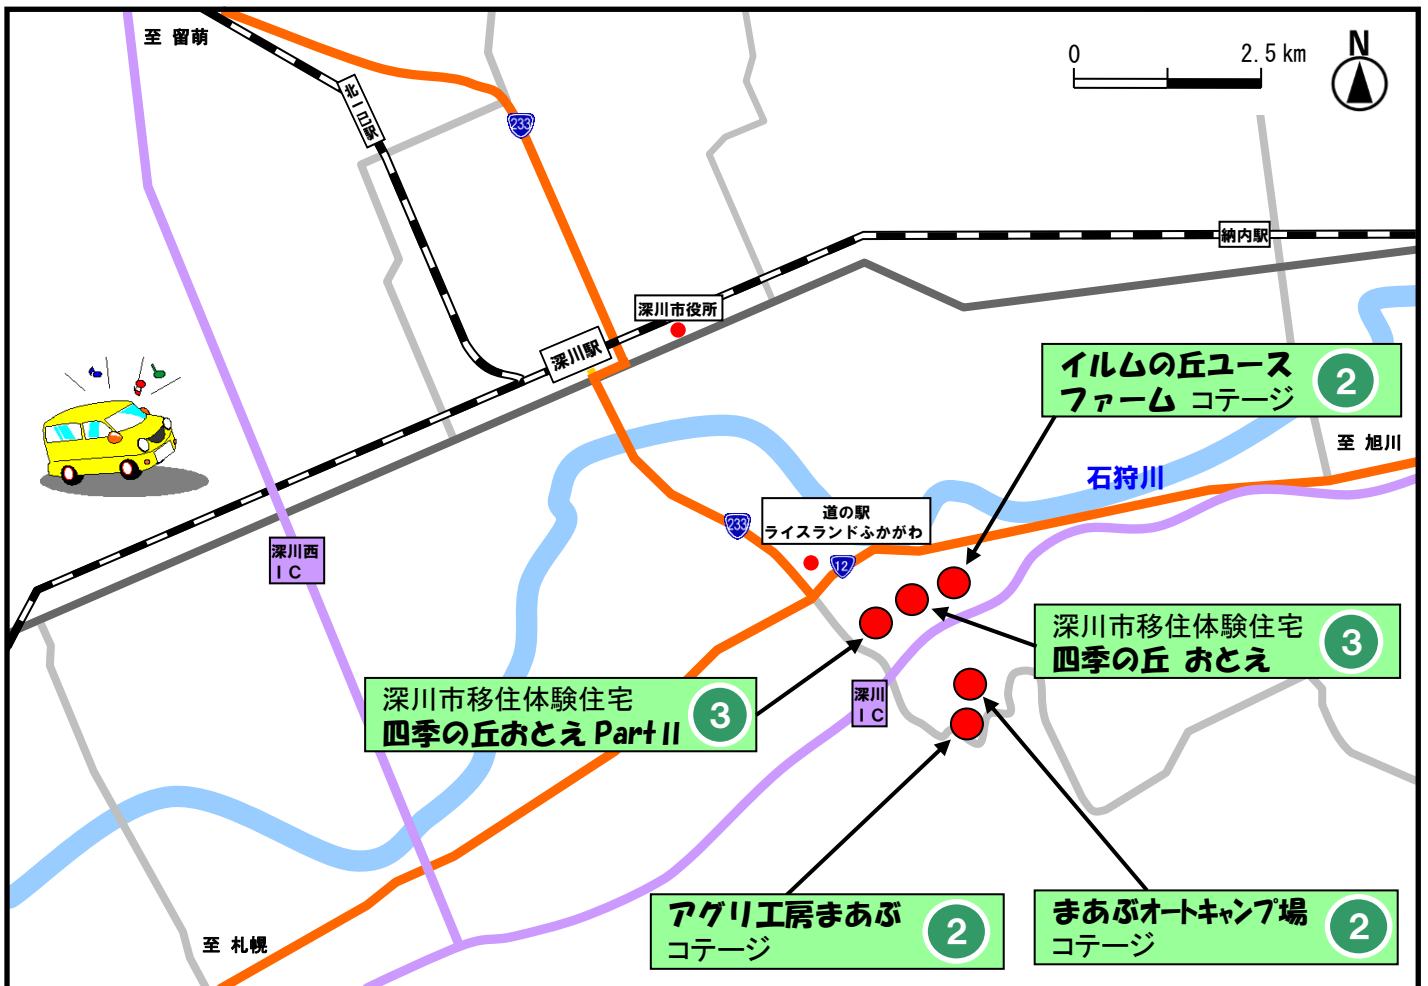 至 留萌
0 2.5km
N
北一已駅
233
納内駅
深川市役所
深川駅
イルムの丘ユース
ファーム コテージ
2
至 旭川
石狩川
道の駅
ライスランドふかがわ
233
12
深川西
IC
深川市移住体験住宅
四季の丘 おとえ
3
深川市移住体験住宅
四季の丘おとえ Part II
3
深川
IC
アグリ工房まあぶ
コテージ
2
まあぶオートキャンプ場
コテージ
2
至 札幌